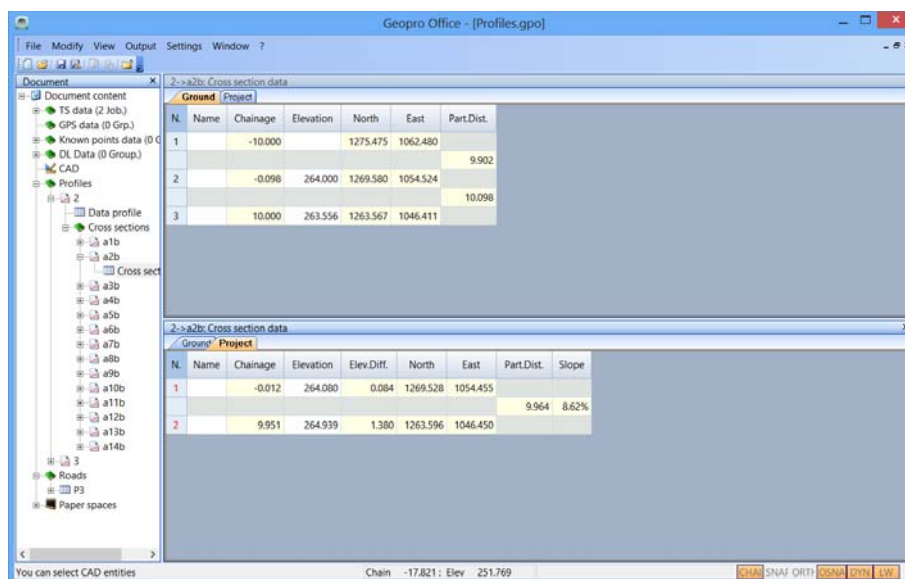 Geopro Office - [Profiles.gpo]
File Modify View Output Settings Window ?
Document
Document content
TS data (2 Job.)
GPS data (0 Grp.)
Known points data (0 G
DL Data (0 Group.)
CAD
Profiles
2
Data profile
Cross sections
a1b
a2b
Cross sect
a3b
a4b
a5b
a6b
a7b
a8b
a9b
a10b
a11b
a12b
a13b
a14b
3
Roads
P3
Paper spaces
2->a2b: Cross section data
Ground Project
N. Name Chainage Elevation North East Part.Dist.
1 -10.000 1275.475 1062.480
9.902
2 -0.098 264.000 1269.580 1054.524
10.098
3 10.000 263.556 1263.567 1046.411
2->a2b: Cross section data
Ground Project
N. Name Chainage Elevation Elev.Diff. North East Part.Dist. Slope
1 -0.012 264.080 0.084 1269.528 1054.455
9.964 8.62%
2 9.951 264.939 1.380 1263.596 1046.450
You can select CAD entities Chain -17.821 : Elev 251.769 CHAI SNAF ORTH OSNA DYN LW